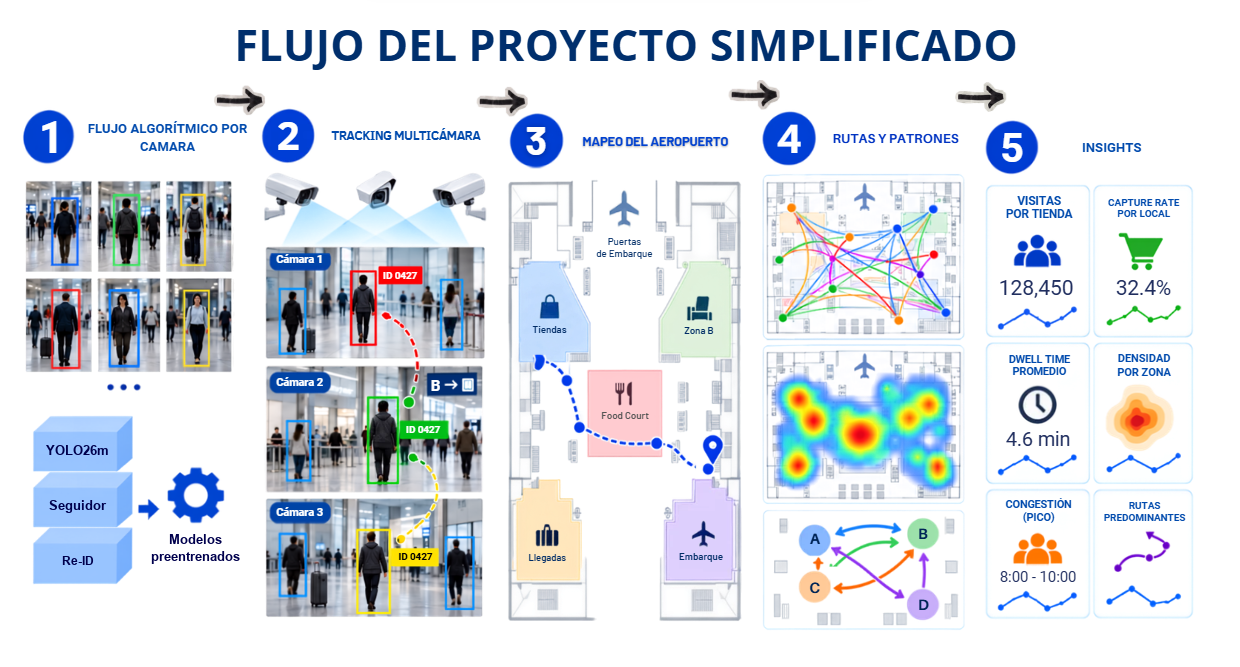 FLUJO DEL PROYECTO SIMPLIFICADO
1
FLUJO ALGORÍTMICO POR
CAMARA
YOLO26m
Seguidor
Re-ID
Modelos
preentrenados
2
TRACKING MULTICÁMARA
Cámara 1
ID 0427
Cámara 2
B →
ID 0427
Cámara 3
ID 0427
3
MAPEO DEL AEROPUERTO
Puertas
de Embarque
Tiendas
Zona B
Food Court
Llegadas
Embarque
4
RUTAS Y PATRONES
A
B
C
D
5
INSIGHTS
VISITAS
POR TIENDA
128,450
CAPTURE RATE
POR LOCAL
32.4%
DWELL TIME
PROMEDIO
4.6 min
DENSIDAD
POR ZONA
CONGESTIÓN
(PICO)
8:00 - 10:00
RUTAS
PREDOMINANTES